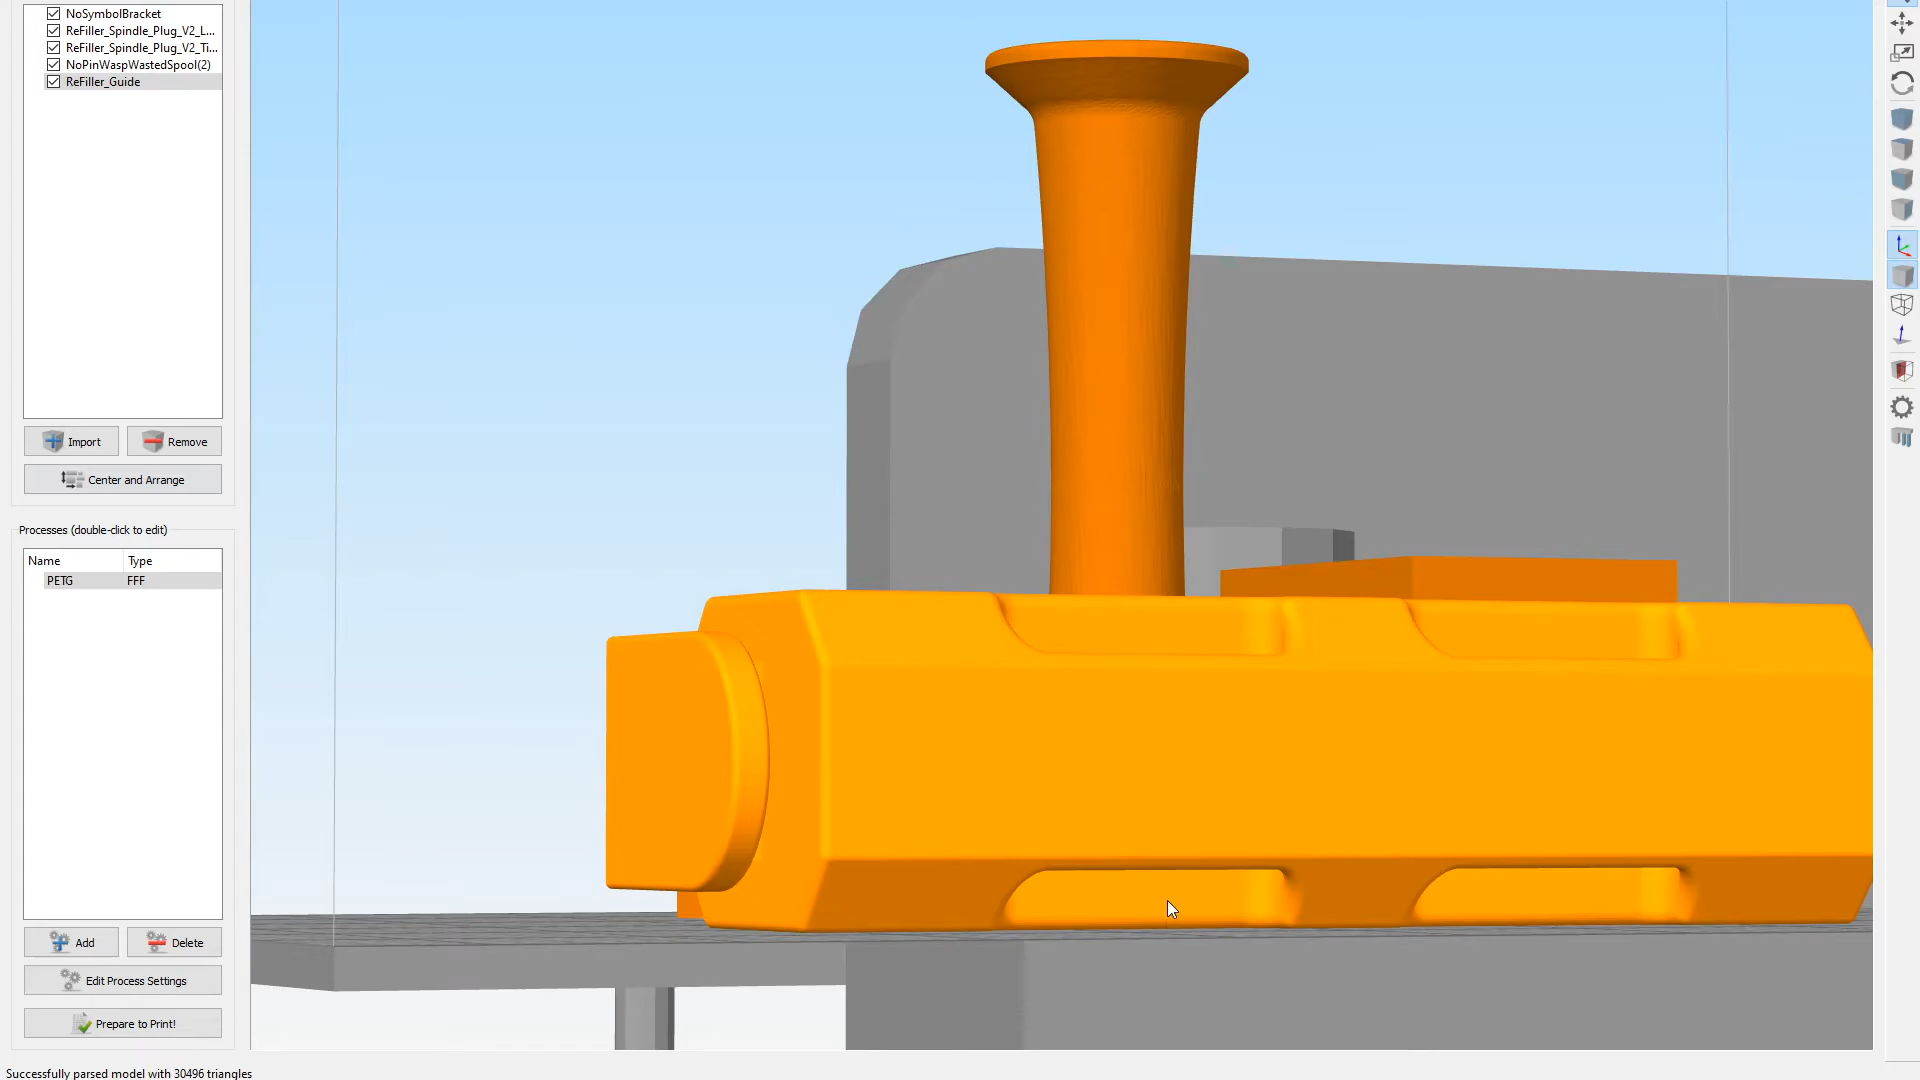 NoSymbolBracket
ReFiller_Spindle_Plug_V2_L...
ReFiller_Spindle_Plug_V2_Ti...
NoPinWaspWastedSpool(2)
ReFiller_Guide
Import Remove
Center and Arrange
Processes (double-click to edit)
Name Type
PETG FFF
Add Delete
Edit Process Settings
Prepare to Print!
Successfully parsed model with 30496 triangles